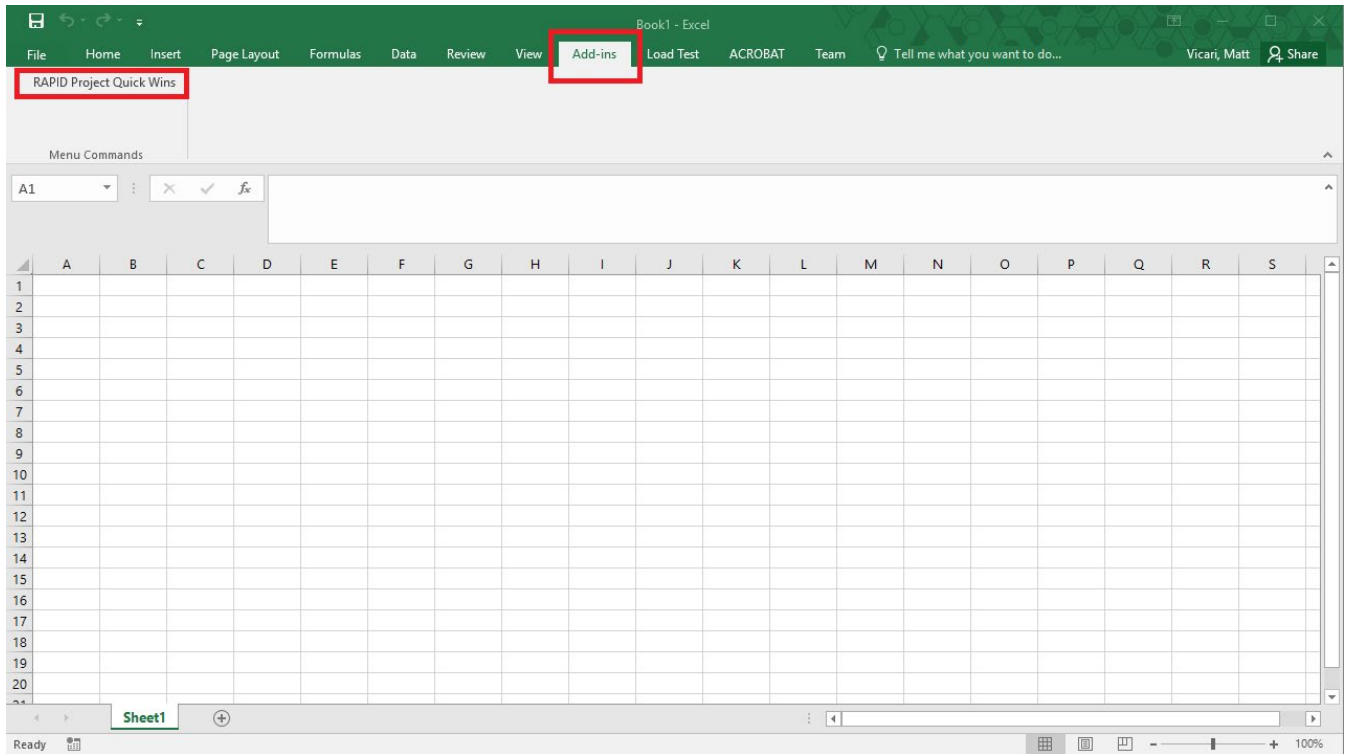 Book1 - Excel
File Home Insert Page Layout Formulas Data Review View Add-ins Load Test ACROBAT Team Tell me what you want to do... Vicari, Matt Share
RAPID Project Quick Wins
Menu Commands
A1 fx
A B C D E F G H I J K L M N O P Q R S
1
2
3
4
5
6
7
8
9
10
11
12
13
14
15
16
17
18
19
20
Sheet1
Ready 100%